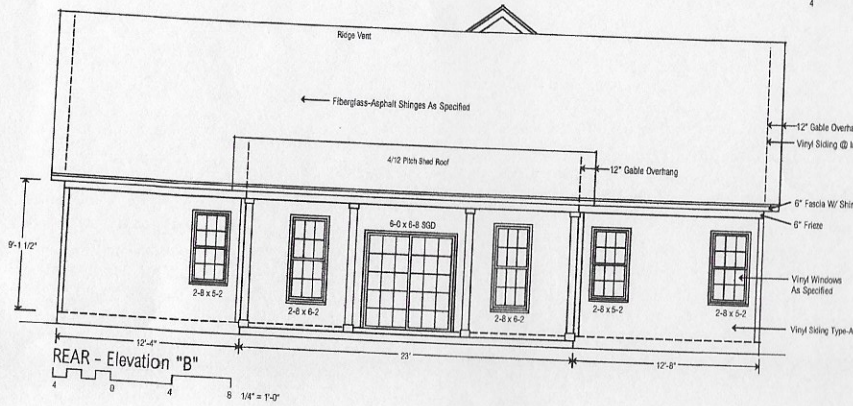 4
Ridge Vent
Fiberglass-Asphalt Shinges As Specified
12" Gable Overha
Vinyl Siding @
4/12 Pitch Shed Roof
12" Gable Overhang
6" Fascia W/ Shin
6" Frieze
6-0 x 6-8 SGD
9'-1 1/2"
Vinyl Windows
As Specified
2-8 x 5-2
2-8 x 6-2
2-8 x 6-2
2-8 x 5-2
2-8 x 5-2
Vinyl Siding Type-A
12'-4"
23'
12'-8"
REAR - Elevation "B"
4 0 4 8 1/4" = 1'-0"